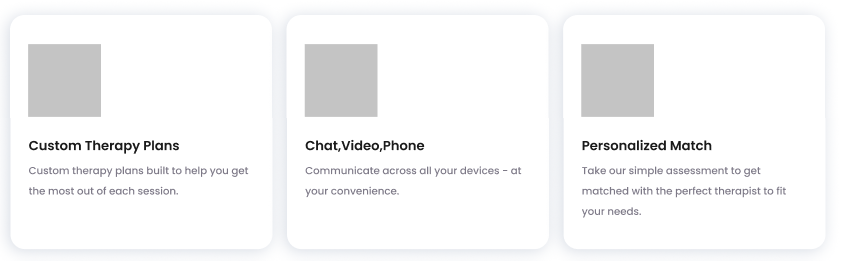 Custom Therapy Plans
Custom therapy plans built to help you get
the most out of each session.
Chat,Video,Phone
Communicate across all your devices - at
your convenience.
Personalized Match
Take our simple assessment to get
matched with the perfect therapist to fit
your needs.